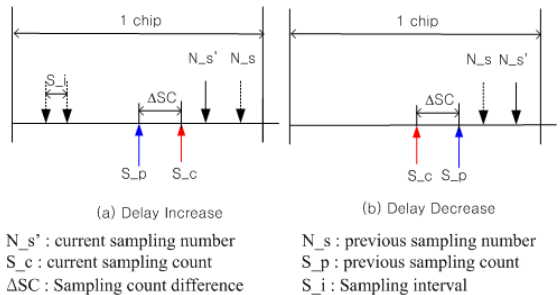 1 chip
1 chip
S_i
N_s' N_s
N_s N_s'
ΔSC
ΔSC
S_p S_c
S_c S_p
(a) Delay Increase
(b) Delay Decrease
N_s' : current sampling number
N_s : previous sampling number
S_c : current sampling count
S_p : previous sampling count
ΔSC : Sampling count difference
S_i : Sampling interval